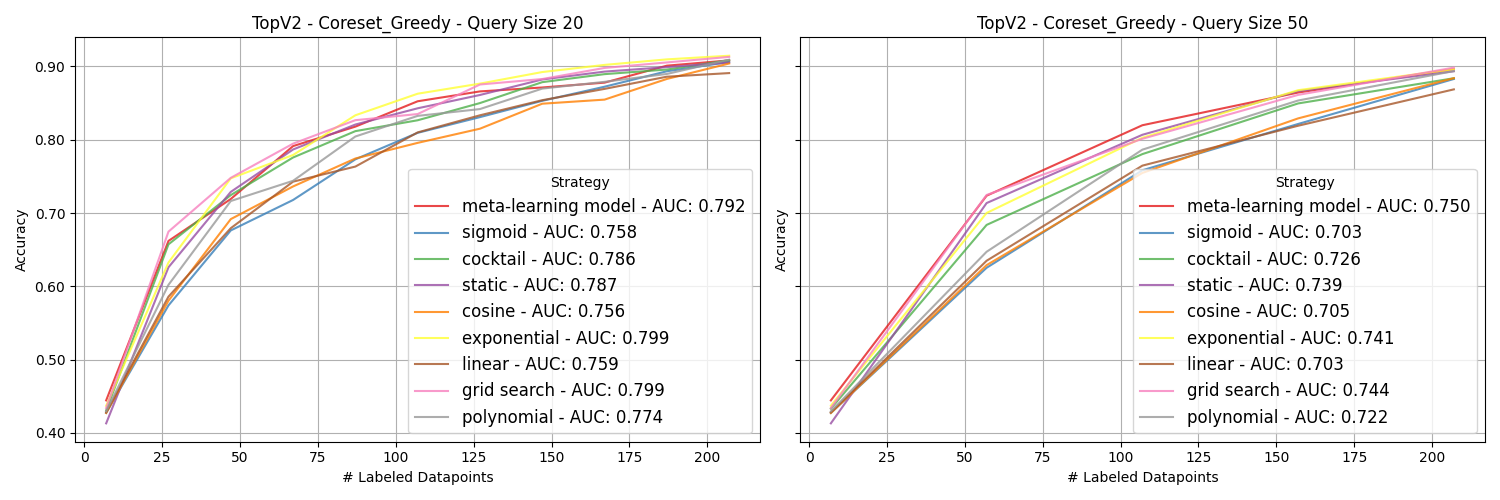 TopV2 - Coreset_Greedy - Query Size 20
Accuracy
0.90
0.80
0.70
0.60
0.50
0.40
0 25 50 75 100 125 150 175 200
# Labeled Datapoints
Strategy
meta-learning model - AUC: 0.792
sigmoid - AUC: 0.758
cocktail - AUC: 0.786
static - AUC: 0.787
cosine - AUC: 0.756
exponential - AUC: 0.799
linear - AUC: 0.759
grid search - AUC: 0.799
polynomial - AUC: 0.774
TopV2 - Coreset_Greedy - Query Size 50
Accuracy
0 25 50 75 100 125 150 175 200
# Labeled Datapoints
Strategy
meta-learning model - AUC: 0.750
sigmoid - AUC: 0.703
cocktail - AUC: 0.726
static - AUC: 0.739
cosine - AUC: 0.705
exponential - AUC: 0.741
linear - AUC: 0.703
grid search - AUC: 0.744
polynomial - AUC: 0.722